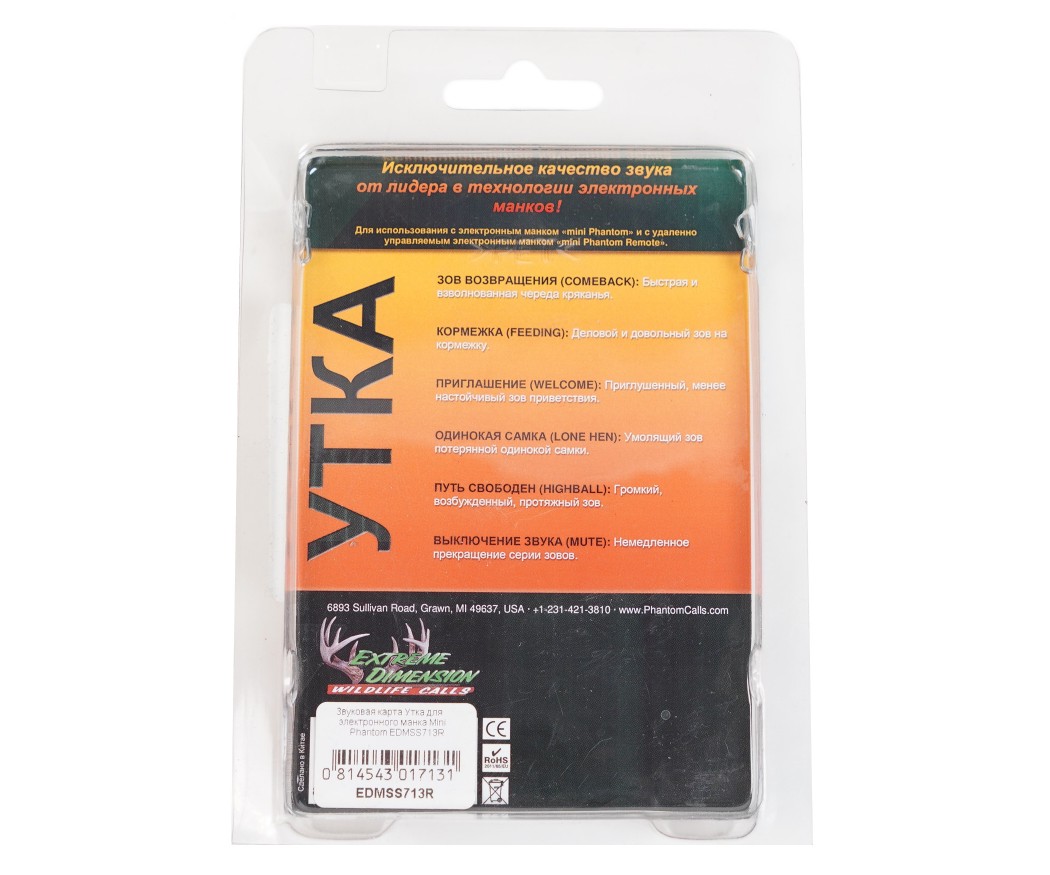 Исключительное качество звука
от лидера в технологии электронных
манков!
Для использования с электронным манком «mini Phantom» и с удаленно
управляемым электронным манком «mini Phantom Remote».
УТКА
ЗОВ ВОЗВРАЩЕНИЯ (COMEBACK): Быстрая и
взволнованная череда кряканья.
КОРМЕЖКА (FEEDING): Деловой и довольный зов на
кормежку.
ПРИГЛАШЕНИЕ (WELCOME): Приглушенный, менее
настойчивый зов приветствия.
ОДИНОКАЯ САМКА (LONE HEN): Умолящий зов
потерянной одинокой самки.
ПУТЬ СВОБОДЕН (HIGHBALL): Громкий,
возбужденный, протяжный зов.
ВЫКЛЮЧЕНИЕ ЗВУКА (MUTE): Немедленное
прекращение серии зовов.
6893 Sullivan Road, Grawn, MI 49637, USA · +1-231-421-3810 · www.PhantomCalls.com
EXTREME
DIMENSION
WILDLIFE CALLS
Сделано в Китае
Звуковая карта Утка для
электронного манка Mini
Phantom EDMSS713R
0 814543 017131
EDMSS713R
CE
RoHS
2011/65/EU